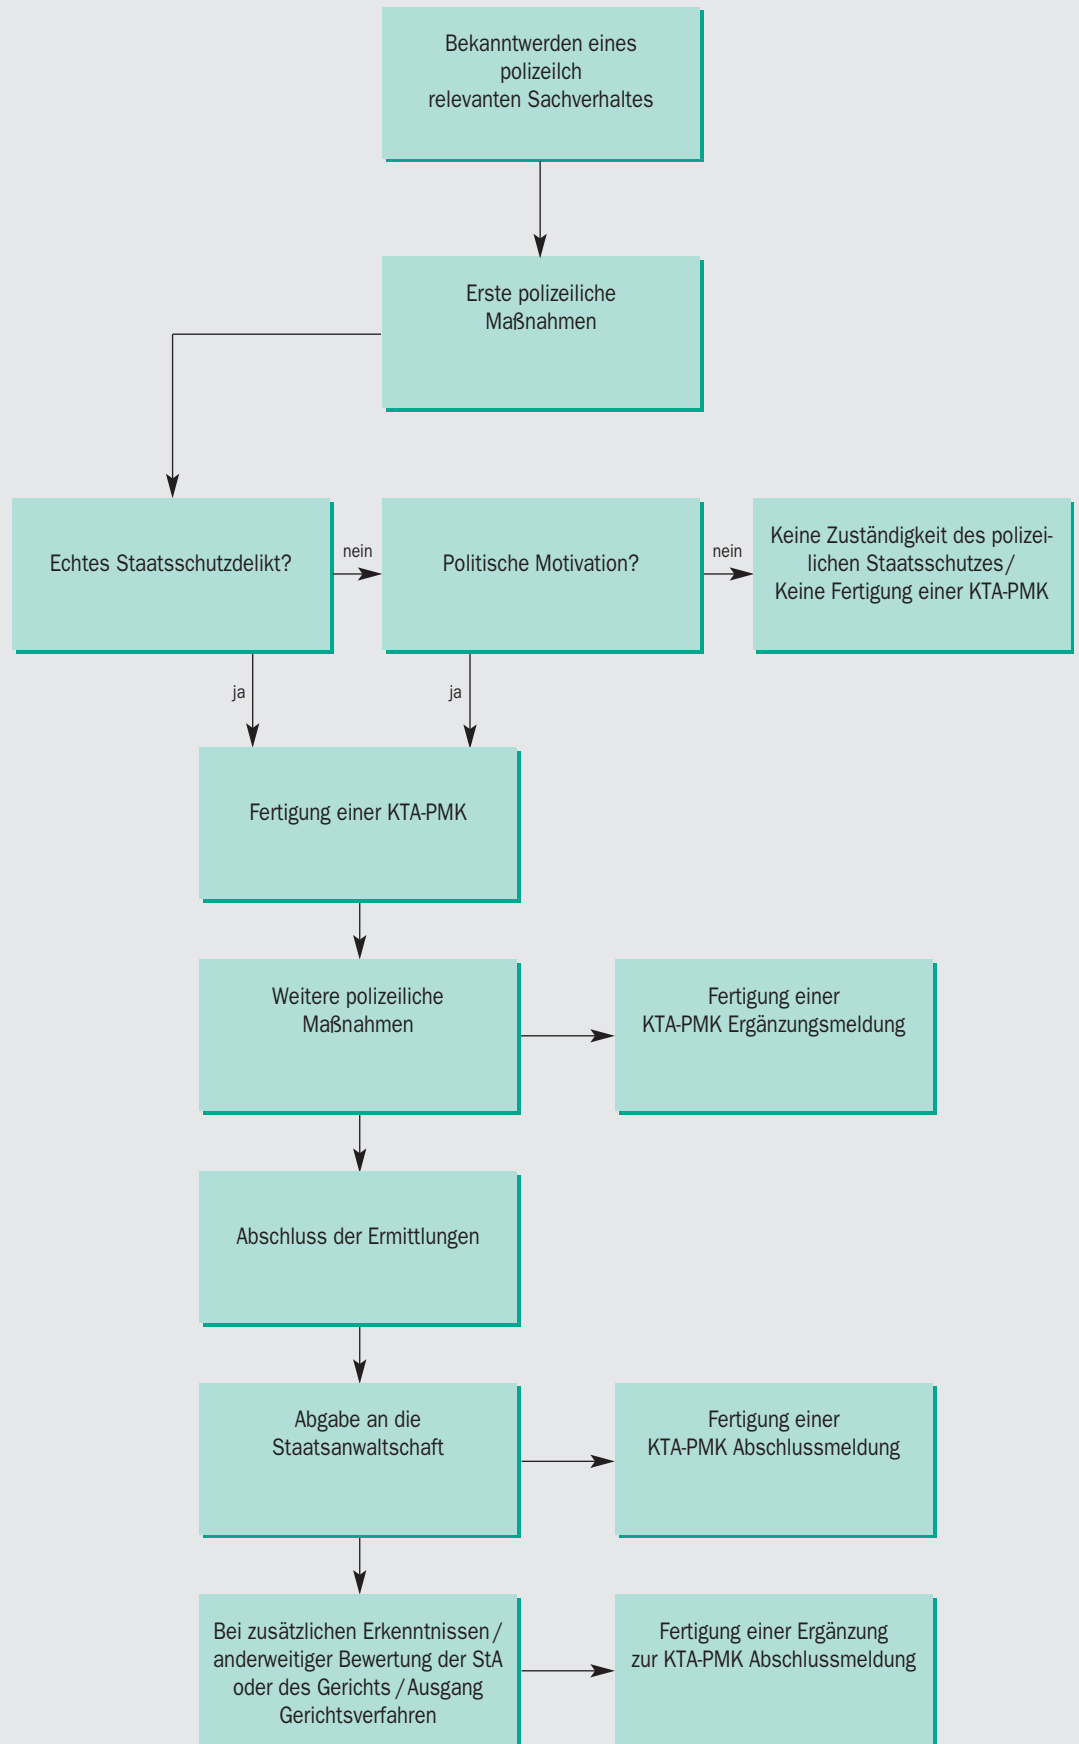 Bekanntwerden eines
polizeilch
relevanten Sachverhaltes
Erste polizeiliche
Maßnahmen
Echtes Staatsschutzdelikt?
nein
Politische Motivation?
nein
Keine Zuständigkeit des polizei-
lichen Staatsschutzes/
Keine Fertigung einer KTA-PMK
ja
ja
Fertigung einer KTA-PMK
Weitere polizeiliche
Maßnahmen
Fertigung einer
KTA-PMK Ergänzungsmeldung
Abschluss der Ermittlungen
Abgabe an die
Staatsanwaltschaft
Fertigung einer
KTA-PMK Abschlussmeldung
Bei zusätzlichen Erkenntnissen/
anderweitiger Bewertung der StA
oder des Gerichts/Ausgang
Gerichtsverfahren
Fertigung einer Ergänzung
zur KTA-PMK Abschlussmeldung